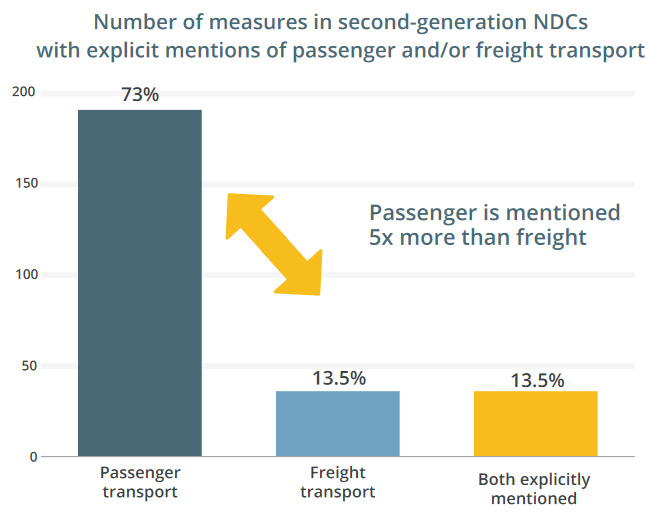 Number of measures in second-generation NDCs
with explicit mentions of passenger and/or freight transport
200
150
100
50
0
73%
13.5%
13.5%
Passenger is mentioned
5x more than freight
Passenger
transport
Freight
transport
Both explicitly
mentioned